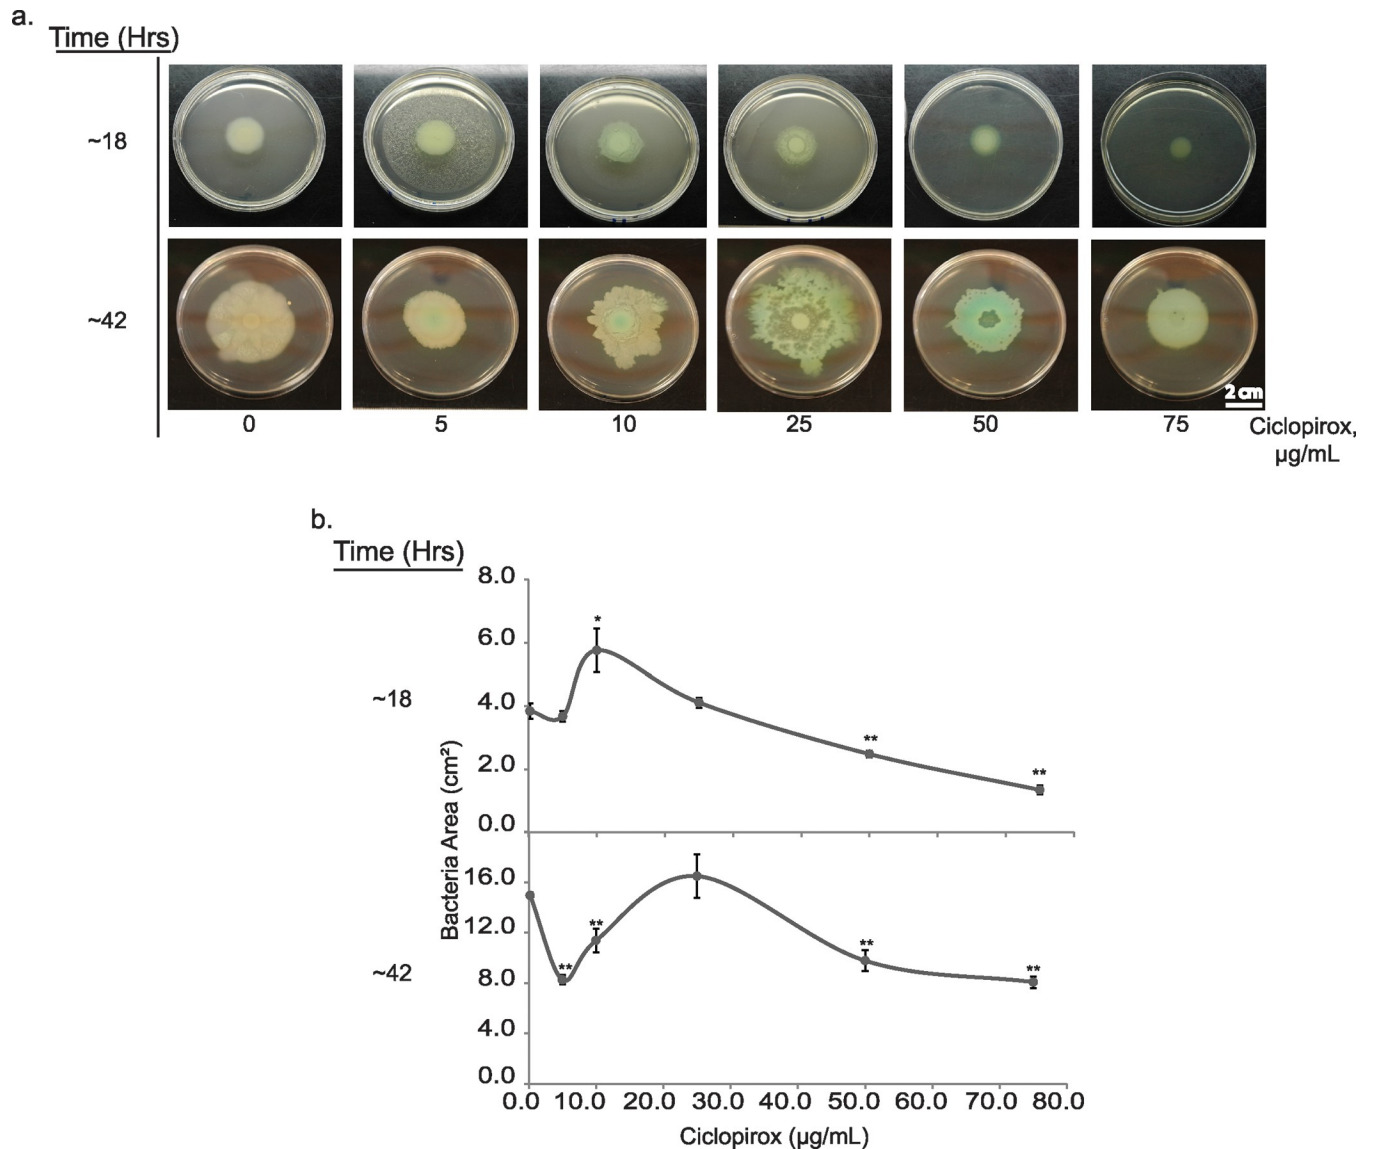 a.
Time (Hrs)
~18
~42
2 cm
0 5 10 25 50 75 Ciclopirox,
µg/mL
b.
Time (Hrs)
8.0
*
6.0
~18
4.0
**
2.0
**
0.0
Bacteria Area (cm²)
16.0
12.0
**
**
~42
8.0
**
**
4.0
0.0
0.0 10.0 20.0 30.0 40.0 50.0 60.0 70.0 80.0
Ciclopirox (µg/mL)